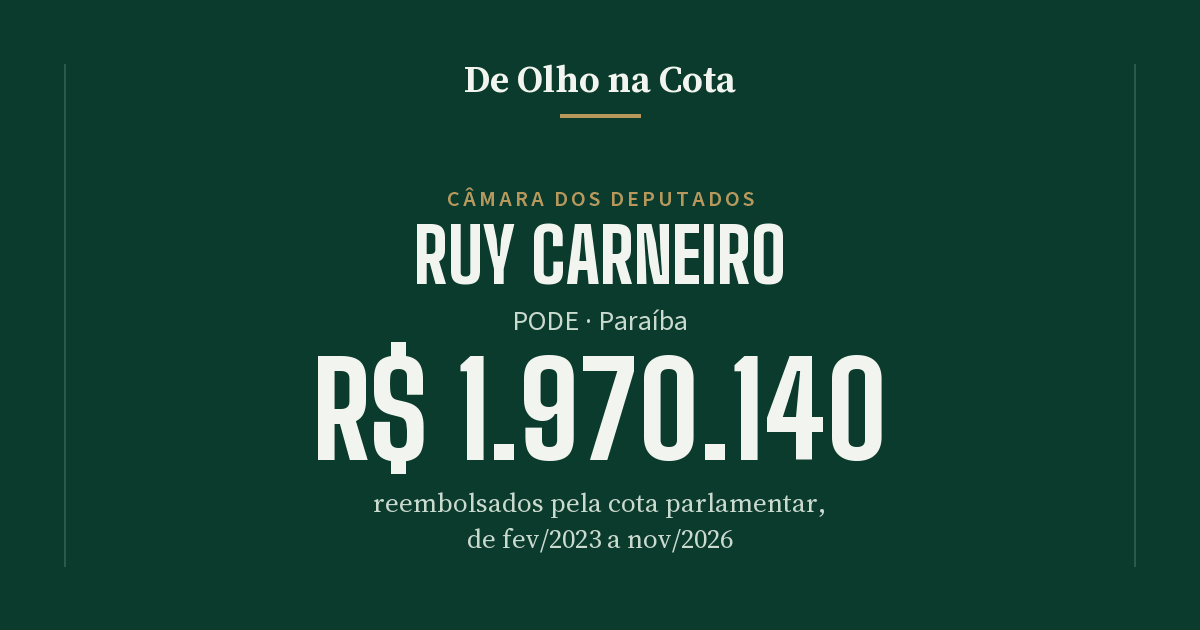 De Olho na Cota
CÂMARA DOS DEPUTADOS
RUY CARNEIRO
PODE · Paraíba
R$ 1.970.140
reembolsados pela cota parlamentar,
de fev/2023 a nov/2026